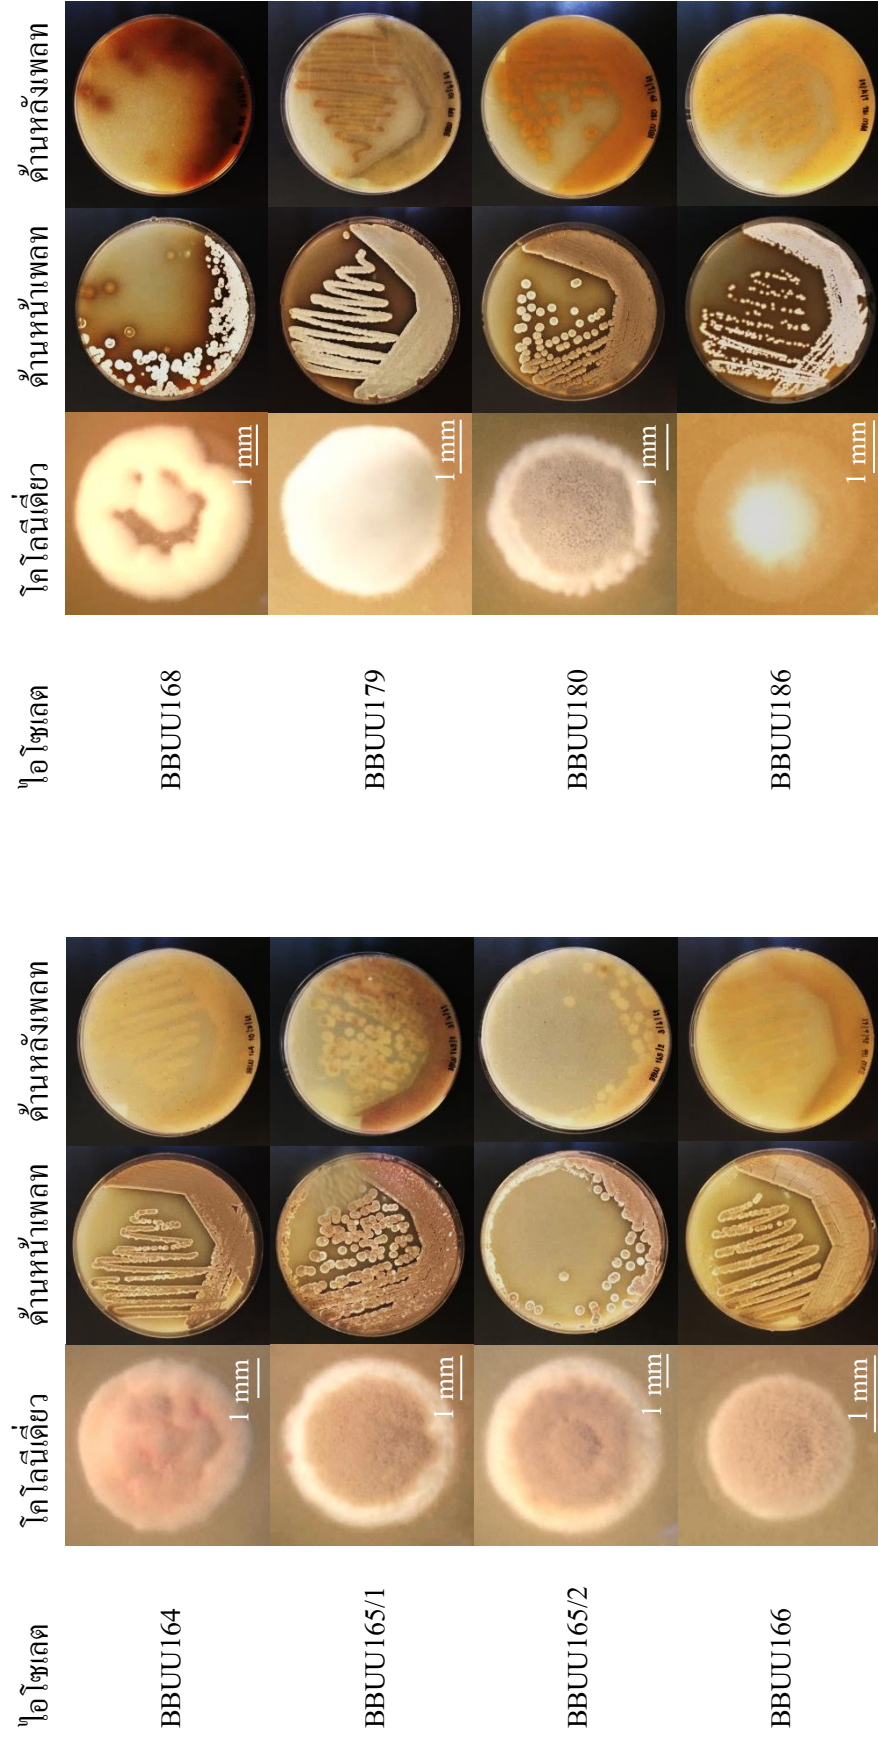 ไอโซเลต โคโลนีเดี่ยว ด้านหน้าเพลท ด้านหลังเพลท
BBUU164
1 mm
BBUU165/1
1 mm
BBUU165/2
1 mm
BBUU166
1 mm
ไอโซเลต โคโลนีเดี่ยว ด้านหน้าเพลท ด้านหลังเพลท
BBUU168
1 mm
BBUU179
1 mm
BBUU180
1 mm
BBUU186
1 mm